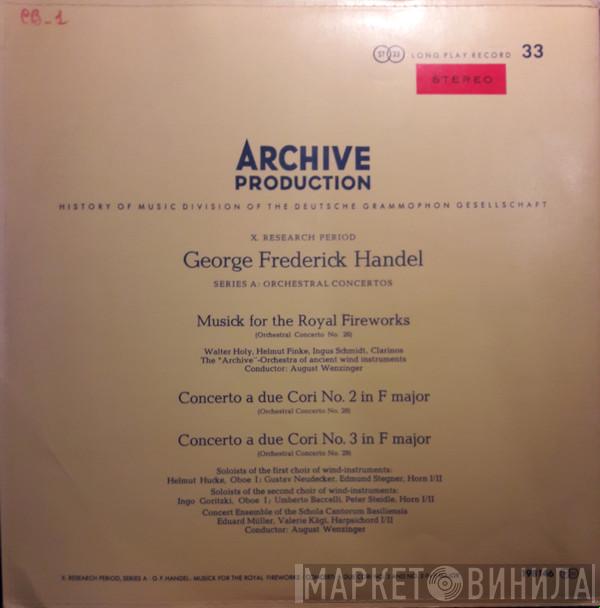 CB-1
ST 33 LONG PLAY RECORD 33
STEREO
ARCHIVE
PRODUCTION
HISTORY OF MUSIC DIVISION OF THE DEUTSCHE GRAMMOPHON GESELLSCHAFT
X. RESEARCH PERIOD
George Frederick Handel
SERIES A: ORCHESTRAL CONCERTOS
Musick for the Royal Fireworks
(Orchestral Concerto No. 26)
Walter Holy, Helmut Finke, Ingus Schmidt, Clarinos
The "Archive"-Orchestra of ancient wind instruments
Conductor: August Wenzinger
Concerto a due Cori No. 2 in F major
(Orchestral Concerto No. 28)
Concerto a due Cori No. 3 in F major
(Orchestral Concerto No. 29)
Soloists of the first choir of wind-instruments:
Helmut Hucke, Oboe I; Gustav Neudecker, Edmund Stegner, Horn I/II
Soloists of the second choir of wind-instruments:
Ingo Goritzki, Oboe I; Umberto Baccelli, Peter Steidle, Horn I/II
Concert Ensemble of the Schola Cantorum Basiliensis
Eduard Müller, Valerie Kägi, Harpsichord I/II
Conductor: August Wenzinger
X. RESEARCH PERIOD, SERIES A: G. F. HANDEL, MUSICK FOR THE ROYAL FIREWORKS
МАРКЕТ ВИНИЛА